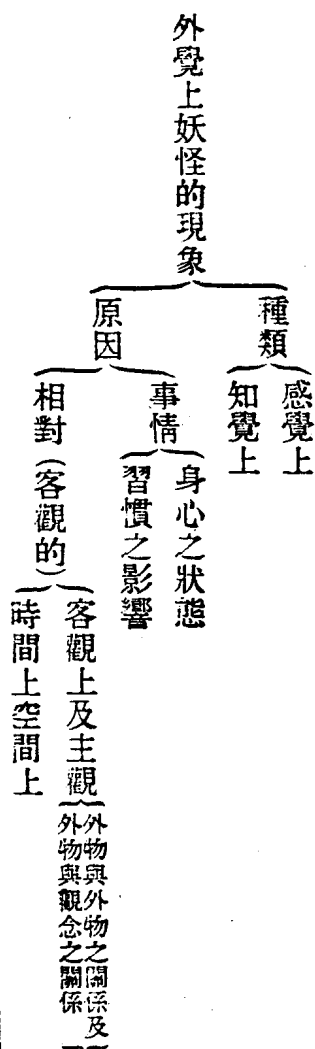 外覺上妖怪的現象
種類
感覺上
知覺上
原因
事情
身心之狀態
習慣之影響
相對(客觀的)
客觀上及主觀
外物與外物之關係及
外物與觀念之關係
時間上空間上